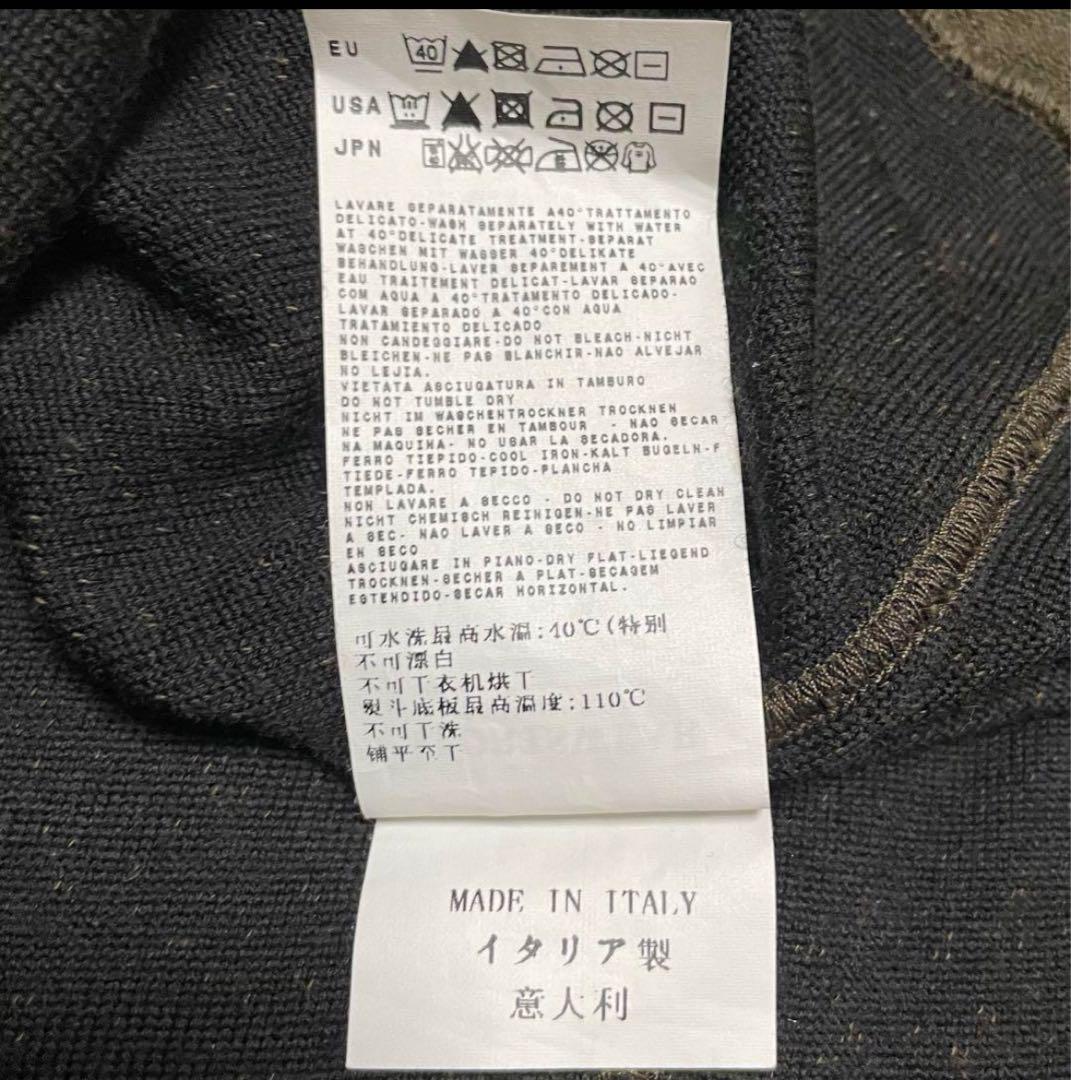 EU 40
USA
JPN
LAVARE SEPARATAMENTE A40°TRATTAMENTO
DELICATO-WASH SEPARATELY WITH WATER
AT 40°DELICATE TREATMENT-SEPARAT
WASCHEN MIT WASSER 40°DELIKATE
BEHANDLUNG-LAVER SEPAREMENT A 40°AVEC
EAU TRAITEMENT DELICAT-LAVAR SEPARAO
COM AQUA A 40°TRATAMENTO DELICADO-
LAVAR SEPARADO A 40°CON AQUA
TRATAMIENTO DELICADO
NON CANDEGGIARE-DO NOT BLEACH-NICHT
BLEICHEN-NE PAS BLANCHIR-NAO ALVEJAR
NO LEJIA.
VIETATA ASCIUGATURA IN TAMBURO
DO NOT TUMBLE DRY
NICHT IM WASCHENTROCKNER TROCKNEN
NE PAS SECHER EN TAMBOUR - NAO SECAR
NA MAQUINA- NO USAR LA SECADORA.
FERRO TIEPIDO-COOL IRON-KALT BUGELN-F
TIEDE-FERRO TEPIDO-PLANCHA
TEMPLADA.
NON LAVARE A SECCO - DO NOT DRY CLEAN
NICHT CHEMISCH REINIGEN-NE PAS LAVER
A SEC- NAO LAVER A SECO - NO LIMPIAR
EN SECO
ASCIUGARE IN PIANO-DRY FLAT-LIEGEND
TROCKNEN-SECHER A PLAT-SECAGEM
ESTENDIDO-SECAR HORIZONTAL.
可水洗最高水温:40℃(特别
不可漂白
不可干衣机烘干
熨斗底板最高温度:110℃
不可干洗
铺平至干
MADE IN ITALY
イタリア製
意大利